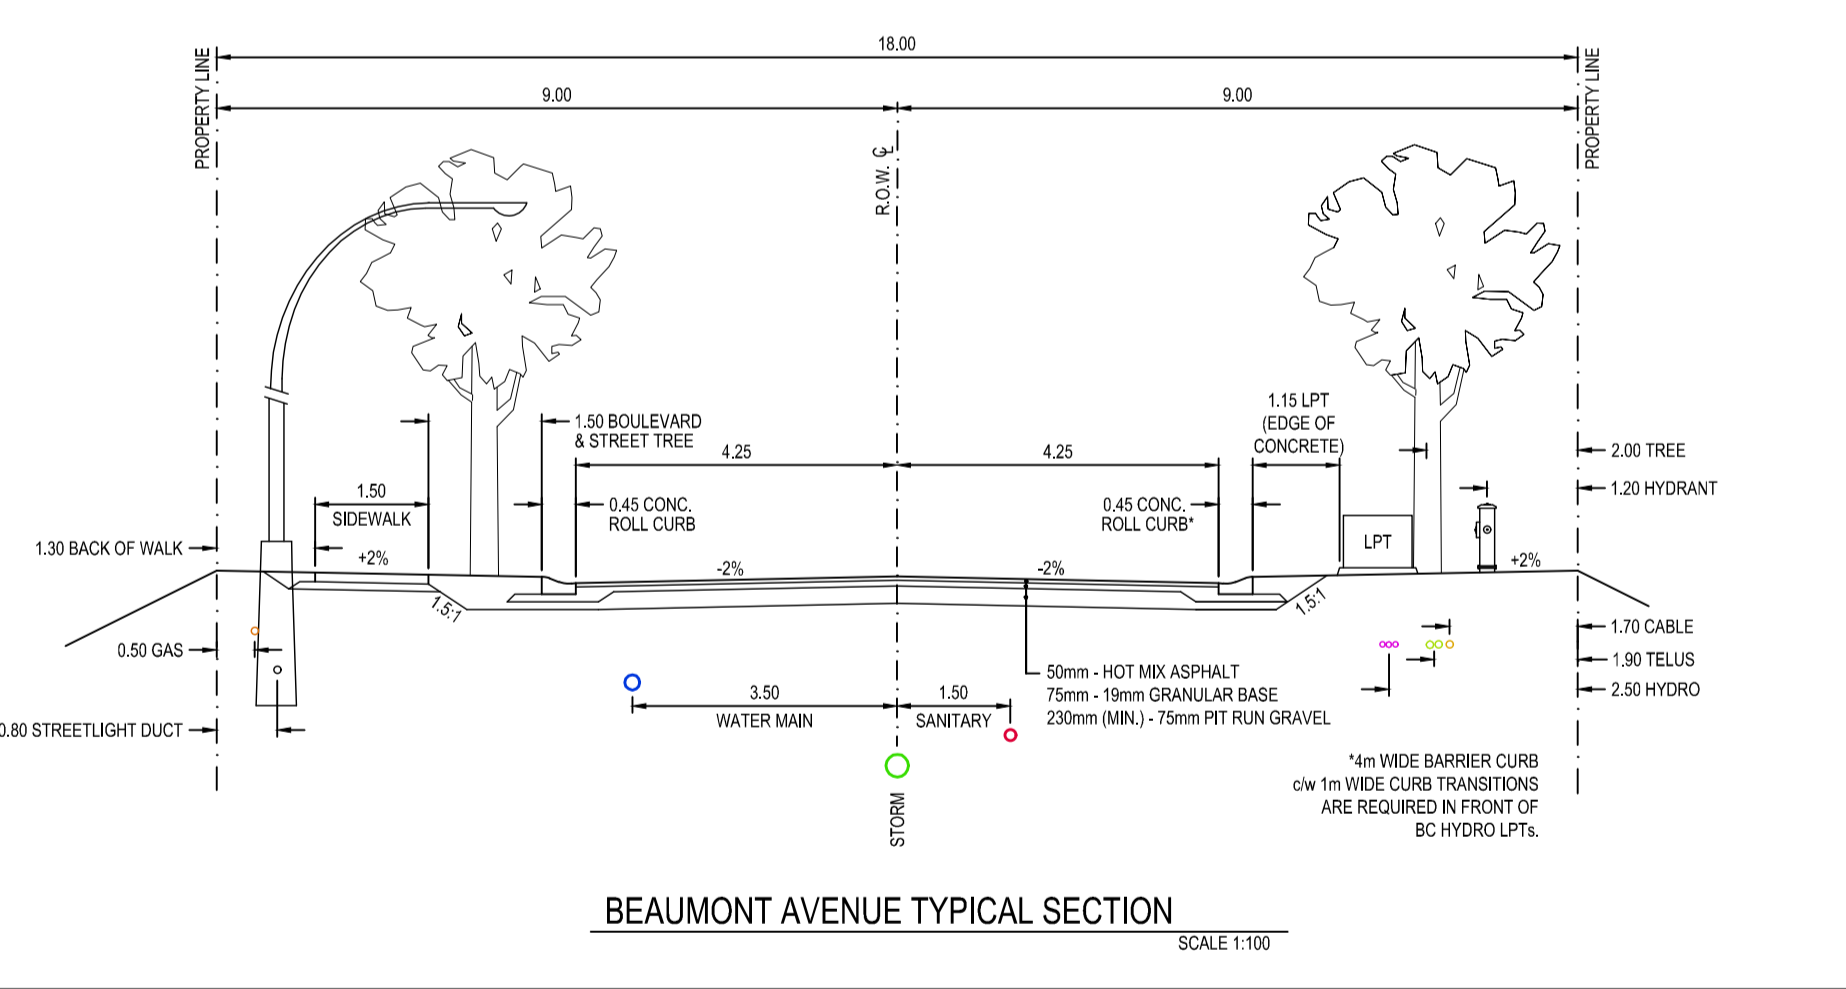 18.00
PROPERTY LINE
PROPERTY LINE
9.00
9.00
R.O.W. ℄
1.15 LPT
(EDGE OF
CONCRETE)
1.50 BOULEVARD
& STREET TREE
4.25
4.25
2.00 TREE
1.50
SIDEWALK
0.45 CONC.
ROLL CURB
0.45 CONC.
ROLL CURB*
1.20 HYDRANT
1.30 BACK OF WALK
+2%
-2%
-2%
LPT
+2%
1.5:1
1.5:1
0.50 GAS
1.70 CABLE
1.90 TELUS
2.50 HYDRO
50mm - HOT MIX ASPHALT
75mm - 19mm GRANULAR BASE
230mm (MIN.) - 75mm PIT RUN GRAVEL
3.50
WATER MAIN
1.50
SANITARY
0.80 STREETLIGHT DUCT
STORM
*4m WIDE BARRIER CURB
c/w 1m WIDE CURB TRANSITIONS
ARE REQUIRED IN FRONT OF
BC HYDRO LPTs.
BEAUMONT AVENUE TYPICAL SECTION
SCALE 1:100